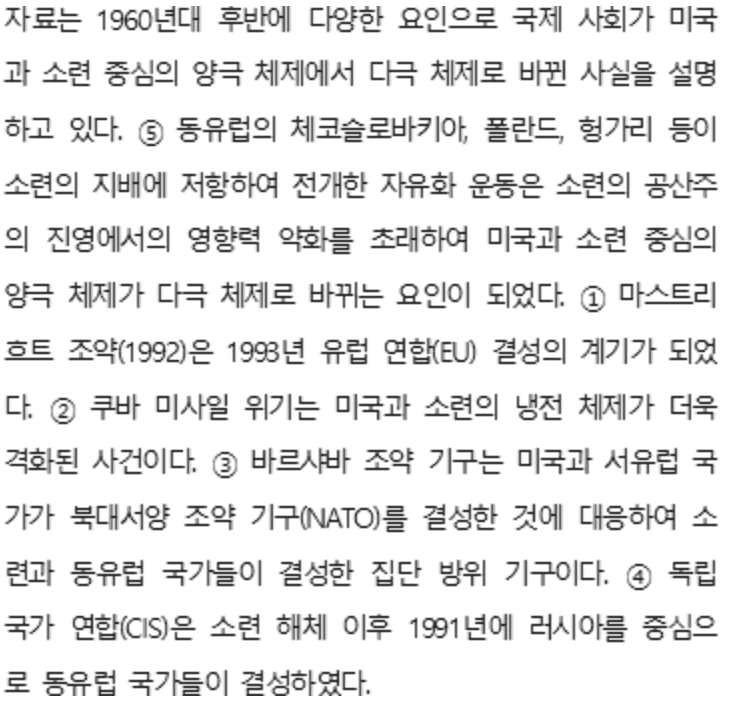 자료는 1960년대 후반에 다양한 요인으로 국제 사회가 미국
과 소련 중심의 양극 체제에서 다극 체제로 바뀐 사실을 설명
하고 있다. ⑤ 동유럽의 체코슬로바키아, 폴란드, 헝가리 등이
소련의 지배에 저항하여 전개한 자유화 운동은 소련의 공산주
의 진영에서의 영향력 약화를 초래하여 미국과 소련 중심의
양극 체제가 다극 체제로 바뀌는 요인이 되었다. ① 마스트리
흐트 조약(1992)은 1993년 유럽 연합(EU) 결성의 계기가 되었
다. ② 쿠바 미사일 위기는 미국과 소련의 냉전 체제가 더욱
격화된 사건이다. ③ 바르샤바 조약 기구는 미국과 서유럽 국
가가 북대서양 조약 기구(NATO)를 결성한 것에 대응하여 소
련과 동유럽 국가들이 결성한 집단 방위 기구이다. ④ 독립
국가 연합(CIS)은 소련 해체 이후 1991년에 러시아를 중심으
로 동유럽 국가들이 결성하였다.